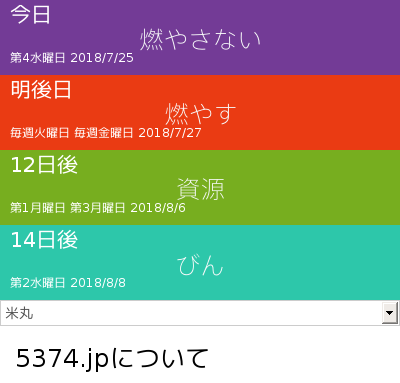 今日
燃やさない
第4水曜日 2018/7/25
明後日
燃やす
毎週火曜日 毎週金曜日 2018/7/27
12日後
資源
第1月曜日 第3月曜日 2018/8/6
14日後
びん
第2水曜日 2018/8/8
米丸
5374.jpについて